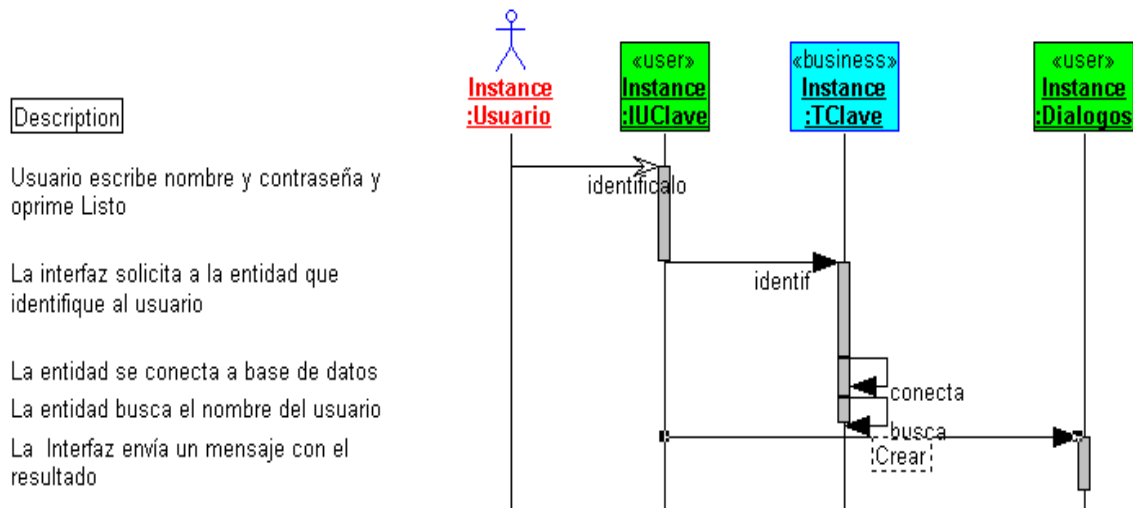 «user»
«business»
«user»
Instance
:Usuario
Instance
:IUClave
Instance
:TClave
Instance
:Dialogos
Description
Usuario escribe nombre y contraseña y
oprime Listo
identificalo
La interfaz solicita a la entidad que
identifique al usuario
identif
La entidad se conecta a base de datos
conecta
La entidad busca el nombre del usuario
busca
La Interfaz envía un mensaje con el
resultado
Crear